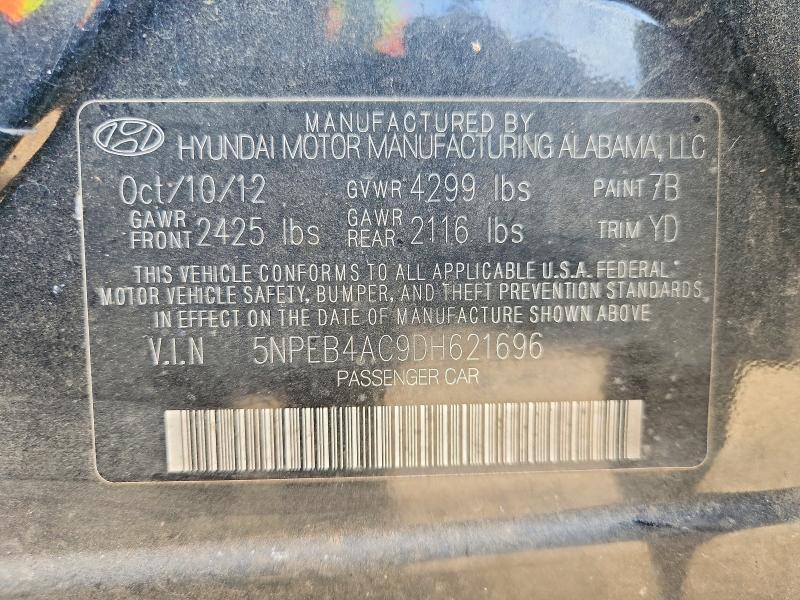 MANUFACTURED BY
HYUNDAI MOTOR MANUFACTURING ALABAMA, LLC
Oct/10/12 GVWR 4299 lbs PAINT 7B
GAWR FRONT 2425 lbs GAWR REAR 2116 lbs TRIM YD
THIS VEHICLE CONFORMS TO ALL APPLICABLE U.S.A. FEDERAL
MOTOR VEHICLE SAFETY, BUMPER, AND THEFT PREVENTION STANDARDS
IN EFFECT ON THE DATE OF MANUFACTURE SHOWN ABOVE.
V.I.N 5NPEB4AC9DH621696
PASSENGER CAR